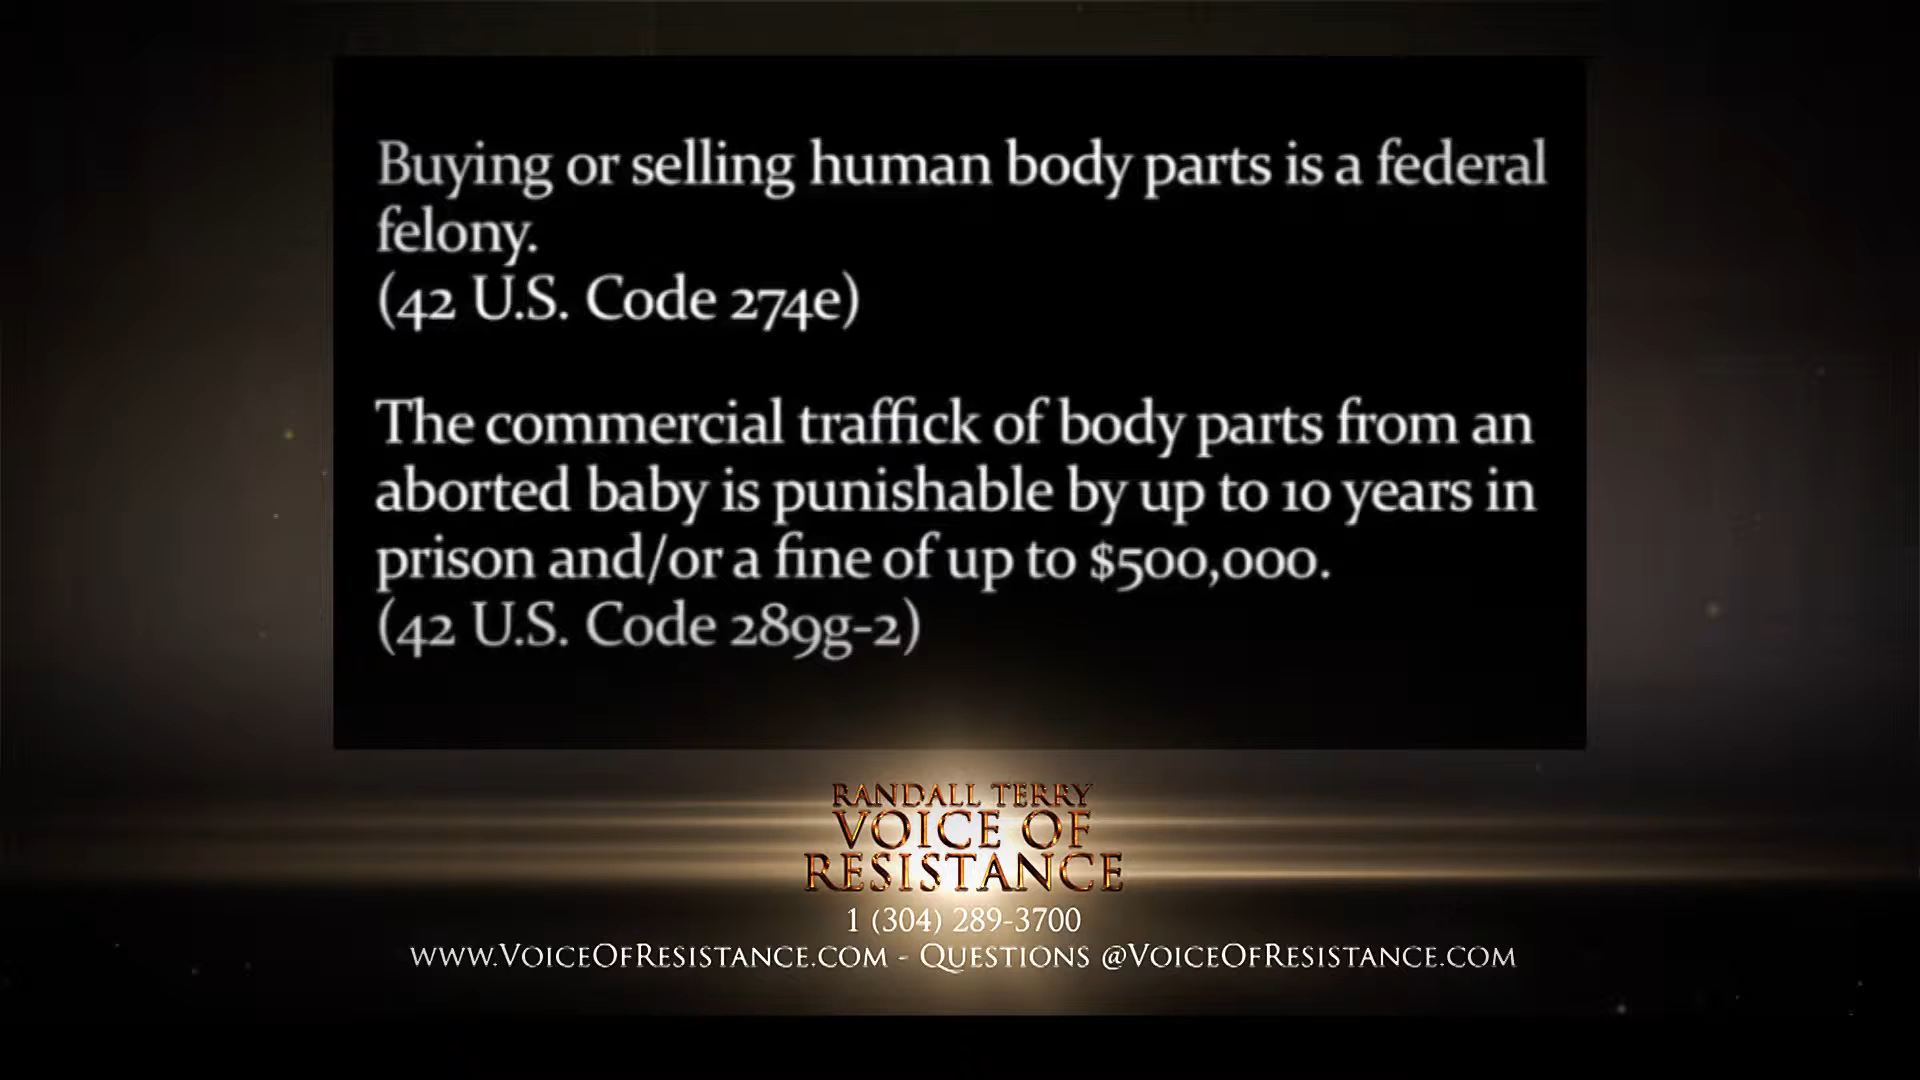 Buying or selling human body parts is a federal
felony.
(42 U.S. Code 274e)
The commercial traffick of body parts from an
aborted baby is punishable by up to 10 years in
prison and/or a fine of up to $500,000.
(42 U.S. Code 289g-2)
RANDALL TERRY
VOICE OF
RESISTANCE
1 (304) 289-3700
www.VoiceOfResistance.com - Questions @VoiceOfResistance.com